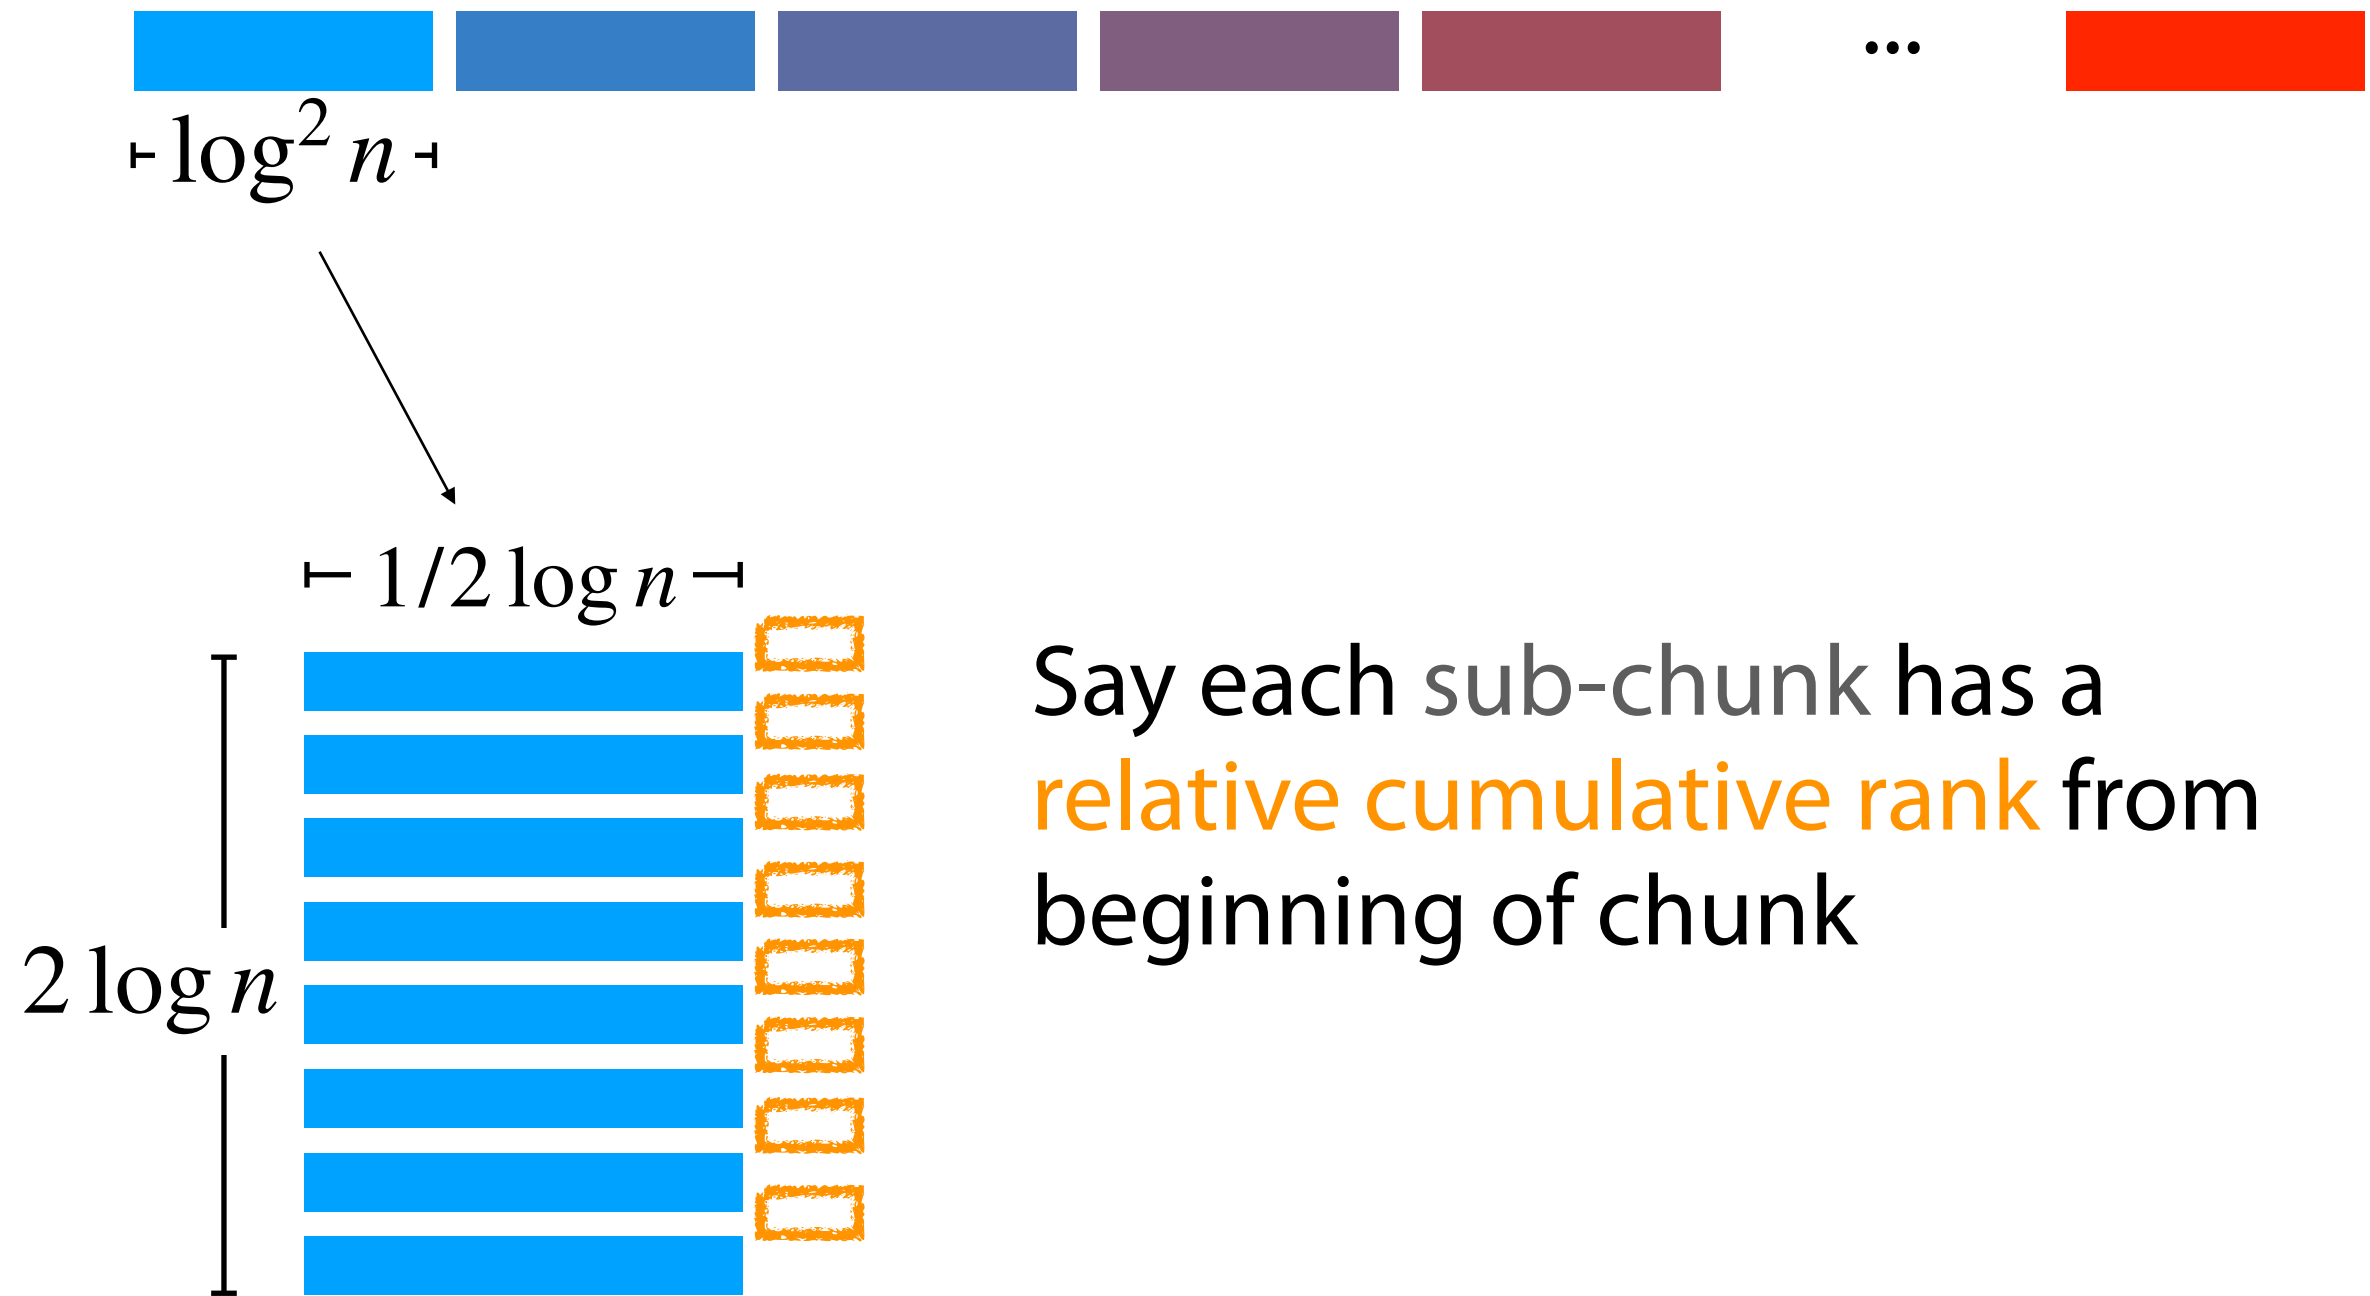 ...
log² n
1/2 log n
2 log n
Say each sub-chunk has a
relative cumulative rank from
beginning of chunk